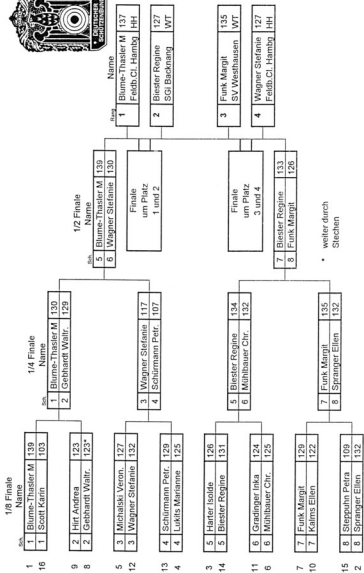 1/8 Finale
Name
Sch.
1 1 Blume-Thasler M 139
16 1 Scott Karin 103
9 2 Hirt Andrea 123
8 2 Gebhardt Waltr. 123*
5 3 Michalski Veron. 127
12 3 Wagner Stefanie 132
13 4 Schürmann Petr. 129
4 4 Lukits Marianne 125
3 5 Harter Isolde 126
14 5 Biester Regine 131
11 6 Gradinger Inka 124
6 6 Mühlbauer Chr. 125
7 7 Funk Margit 129
10 7 Kalms Ellen 122
15 8 Steppuhn Petra 109
2 8 Spranger Ellen 132
1/4 Finale
Name
Sch.
1 Blume-Thasler M 130
2 Gebhardt Waltr. 129
3 Wagner Stefanie 117
4 Schürmann Petr. 107
5 Biester Regine 134
6 Mühlbauer Chr. 132
7 Funk Margit 135
8 Spranger Ellen 132
1/2 Finale
Name
Sch.
5 Blume-Thasler M 139
6 Wagner Stefanie 130
7 Biester Regine 133
8 Funk Margit 126
* weiter durch
Stechen
Finale
um Platz
1 und 2
Finale
um Platz
3 und 4
Name
Rang
1 Blume-Thasler M 137
Feldb.Cl. Hambg HH
2 Biester Regine 127
SGi Backnang WT
3 Funk Margit 135
SV Westhausen WT
4 Wagner Stefanie 127
Feldb.Cl. Hambg HH
DEUTSCHER